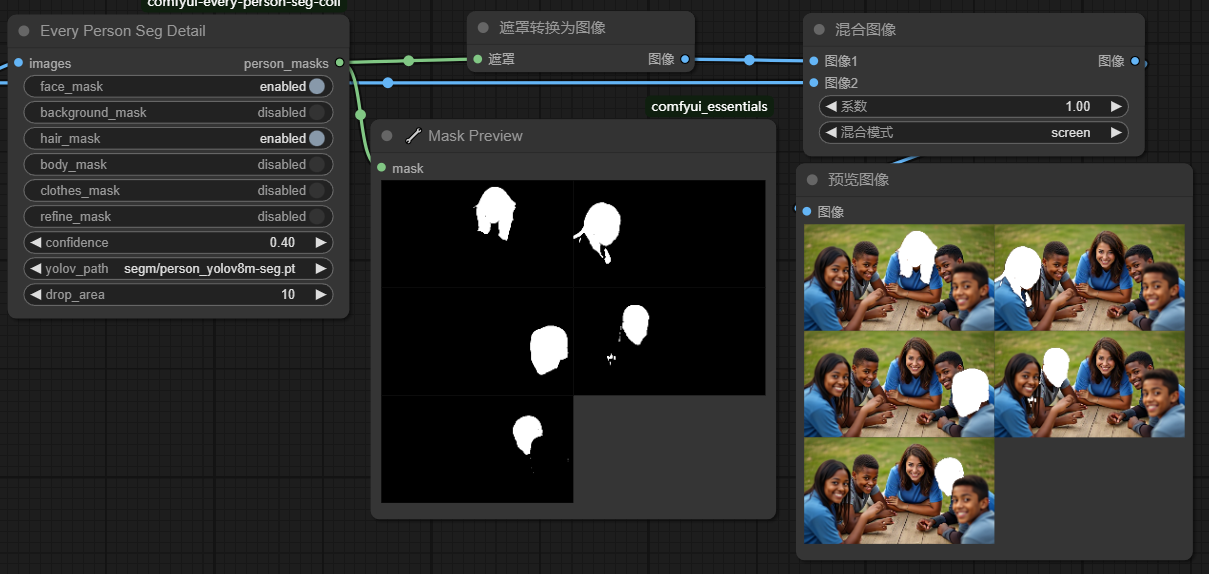 comfyui-every-person-seg-coll
Every Person Seg Detail
images
person_masks
face_mask enabled
background_mask disabled
hair_mask enabled
body_mask disabled
clothes_mask disabled
refine_mask disabled
confidence 0.40
yolov_path segm/person_yolov8m-seg.pt
drop_area 10
遮罩转换为图像
遮罩
图像
comfyui_essentials
Mask Preview
mask
混合图像
图像1
图像
图像2
系数 1.00
混合模式 screen
预览图像
图像